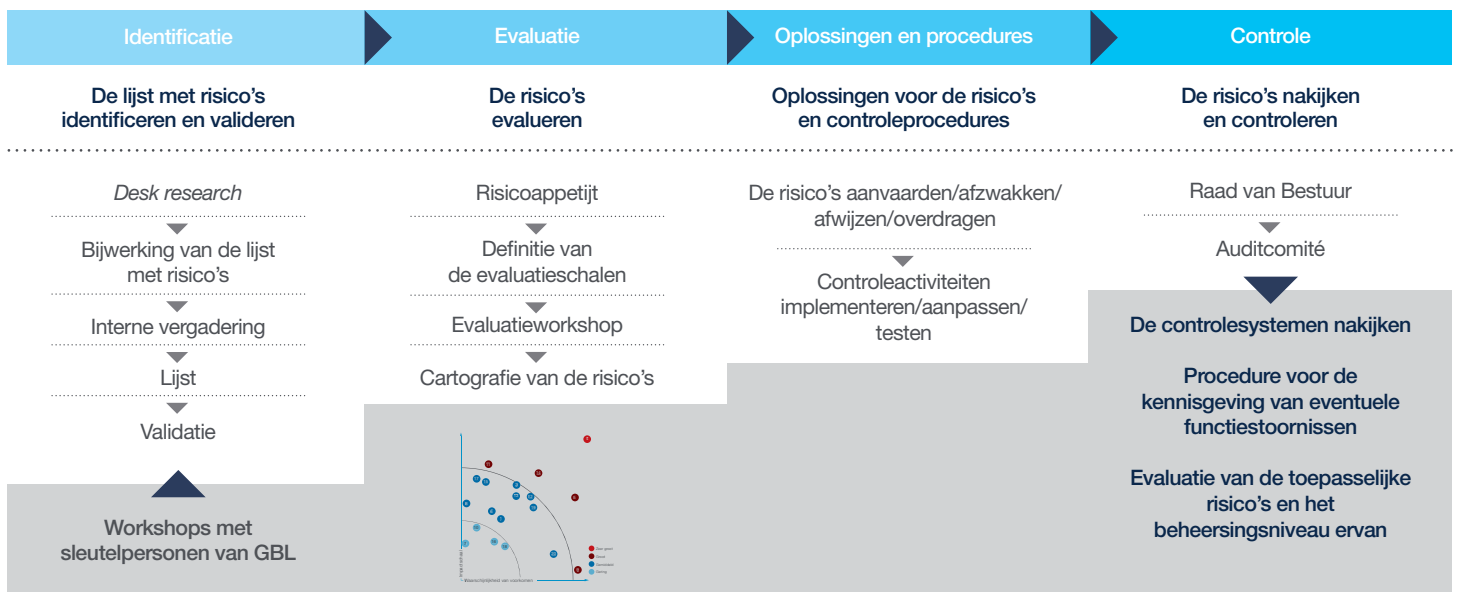 Identificatie
Evaluatie
Oplossingen en procedures
Controle
De lijst met risico's
identificeren en valideren
De risico's
evalueren
Oplossingen voor de risico's
en controleprocedures
De risico's nakijken
en controleren
Desk research
Bijwerking van de lijst
met risico's
Interne vergadering
Lijst
Validatie
Workshops met
sleutelpersonen van GBL
Risicoappetijt
Definitie van
de evaluatieschalen
Evaluatieworkshop
Cartografie van de risico's
Waarschijnlijkheid van voorkomen
De risico's aanvaarden/afzwakken/
afwijzen/overdragen
Controleactiviteiten
implementeren/aanpassen/
testen
Raad van Bestuur
Auditcomité
De controlesystemen nakijken
Procedure voor de
kennisgeving van eventuele
functiestoornissen
Evaluatie van de toepasselijke
risico's en het
beheersingsniveau ervan